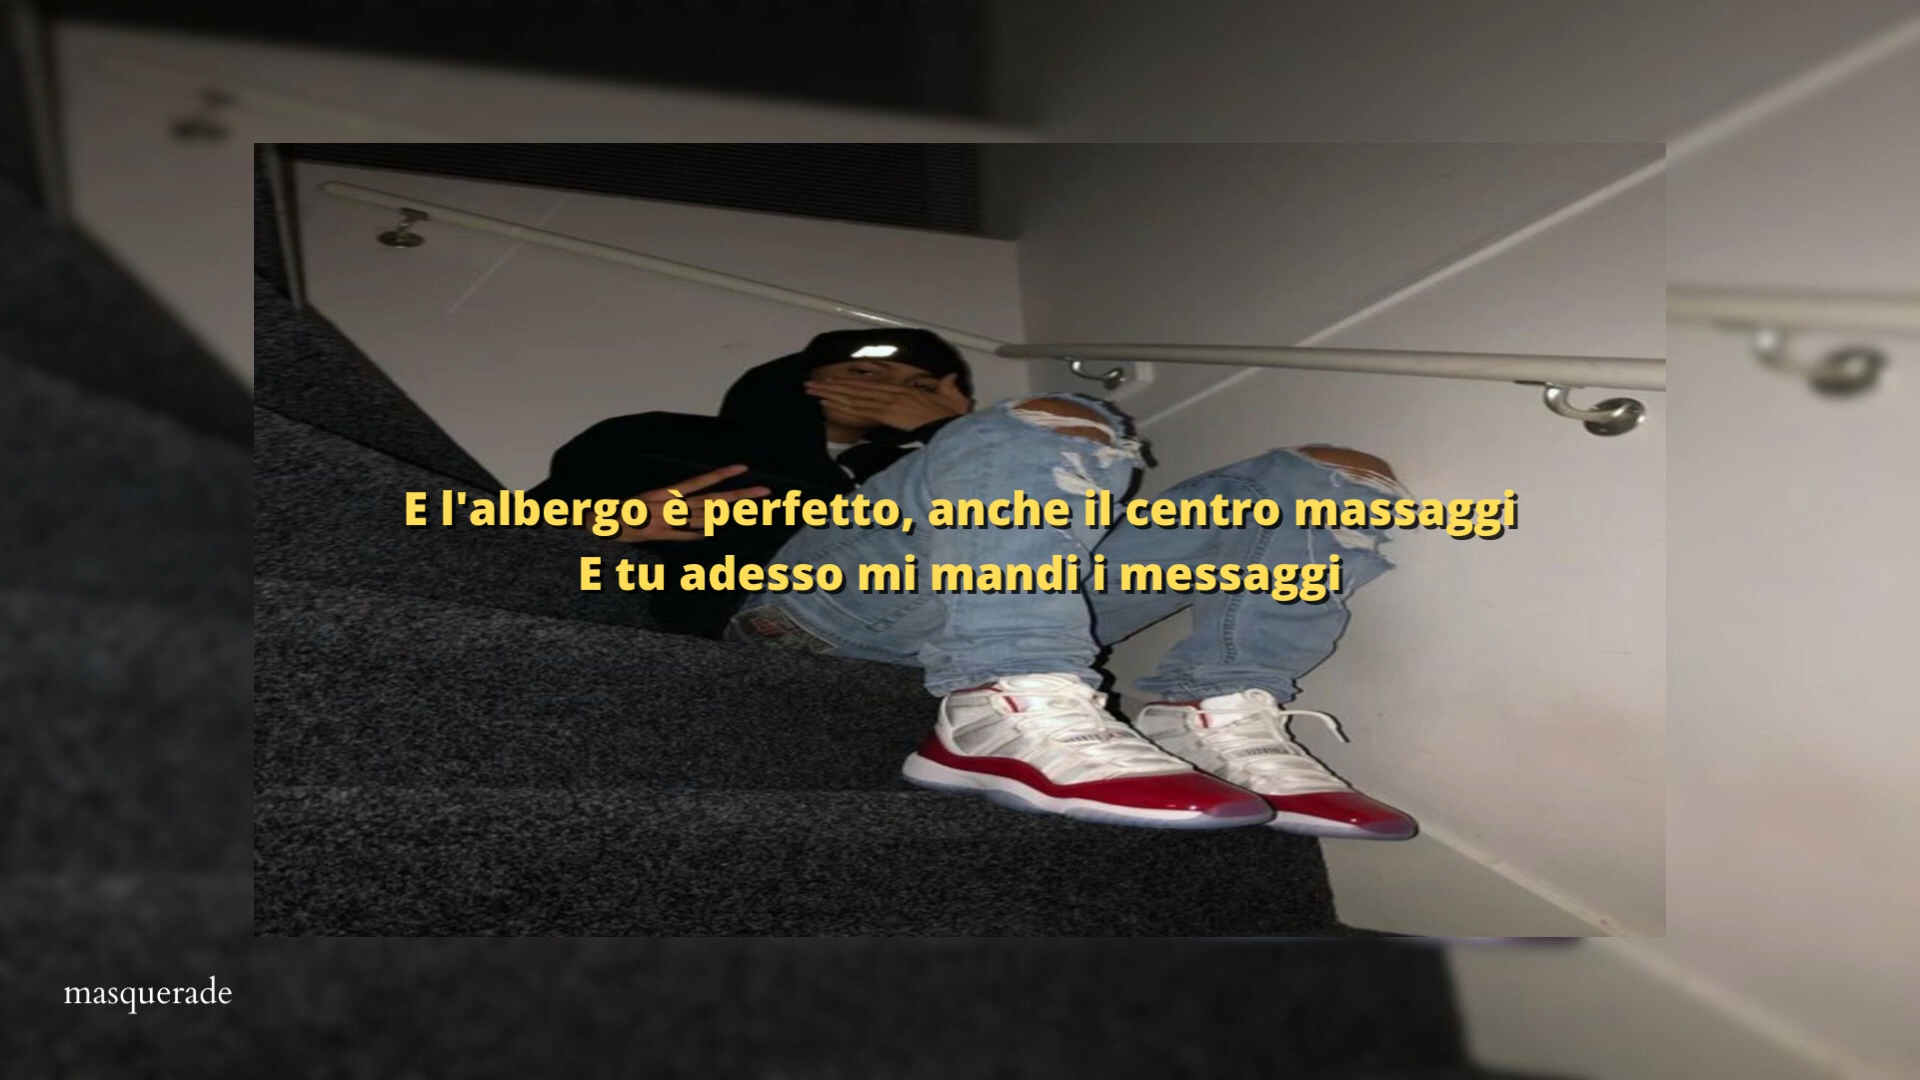 E l'albergo è perfetto, anche il centro massaggi
E tu adesso mi mandi i messaggi
masquerade